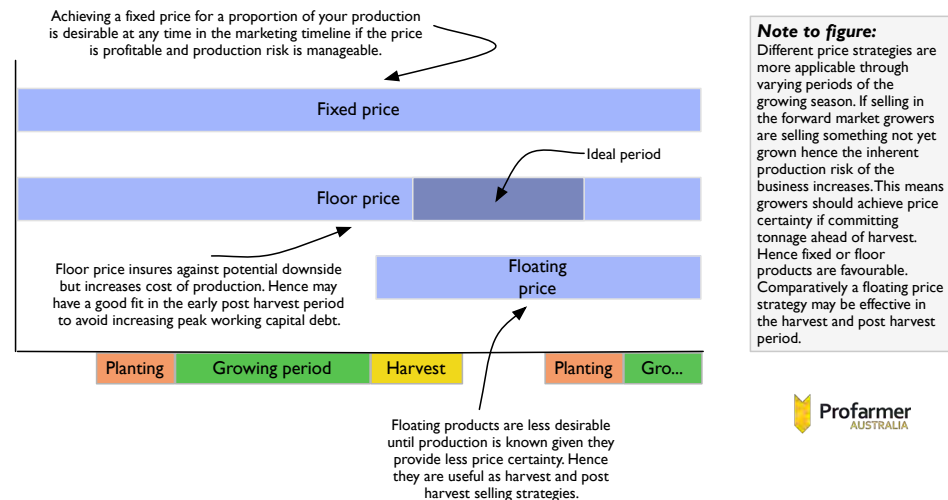 Achieving a fixed price for a proportion of your production
is desirable at any time in the marketing timeline if the price
is profitable and production risk is manageable.
Fixed price
Ideal period
Floor price
Floor price insures against potential downside
but increases cost of production. Hence may
have a good fit in the early post harvest period
to avoid increasing peak working capital debt.
Floating
price
Planting
Growing period
Harvest
Planting
Gro...
Floating products are less desirable
until production is known given they
provide less price certainty. Hence
they are useful as harvest and post
harvest selling strategies.
Note to figure:
Different price strategies are
more applicable through
varying periods of the
growing season. If selling in
the forward market growers
are selling something not yet
grown hence the inherent
production risk of the
business increases. This means
growers should achieve price
certainty if committing
tonnage ahead of harvest.
Hence fixed or floor
products are favourable.
Comparatively a floating price
strategy may be effective in
the harvest and post harvest
period.
Profarmer
AUSTRALIA